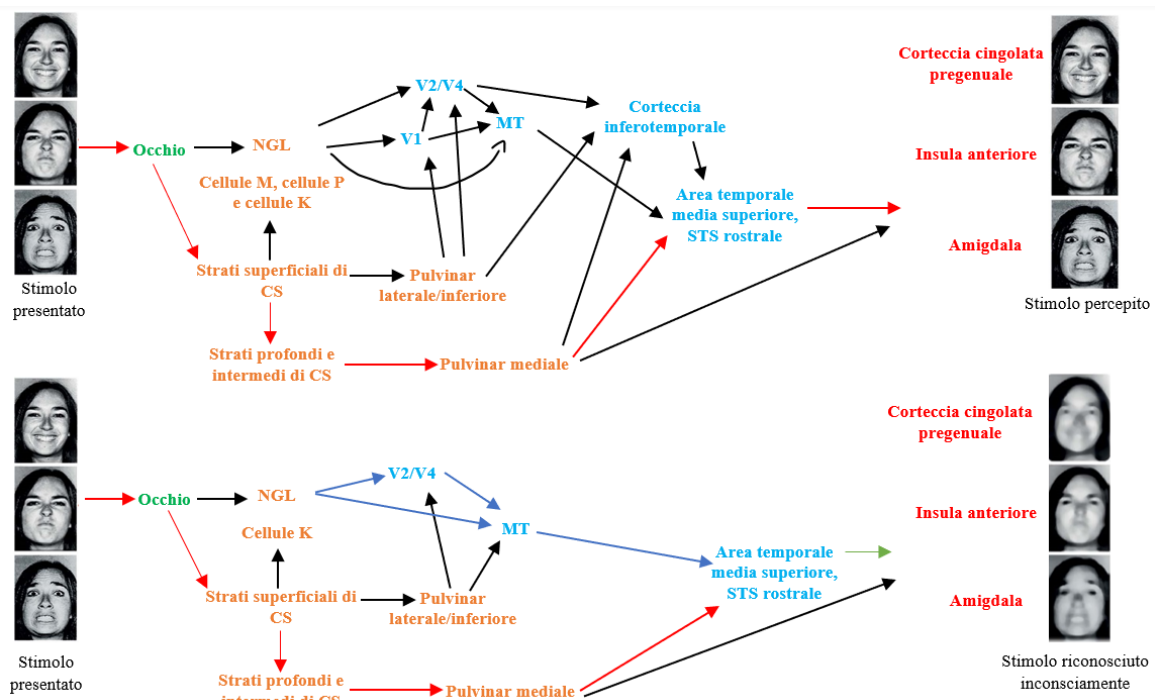 Corteccia cingolata
pregenuale
V2/V4
Corteccia
inferotemporale
MT
V1
Occhio
NGL
Insula anteriore
Cellule M, cellule P
e cellule K
Area temporale
media superiore,
STS rostrale
Amigdala
Strati superficiali di
CS
Pulvinar
laterale/inferiore
Stimolo
presentato
Stimolo percepito
Strati profondi e
intermedi di CS
Pulvinar mediale
Corteccia cingolata
pregenuale
V2/V4
Occhio
NGL
Insula anteriore
Cellule K
MT
Area temporale
media superiore,
STS rostrale
Strati superficiali di
CS
Pulvinar
laterale/inferiore
Amigdala
Stimolo
presentato
Stimolo riconosciuto
inconsciamente
Strati profondi e
intermedi di CS
Pulvinar mediale